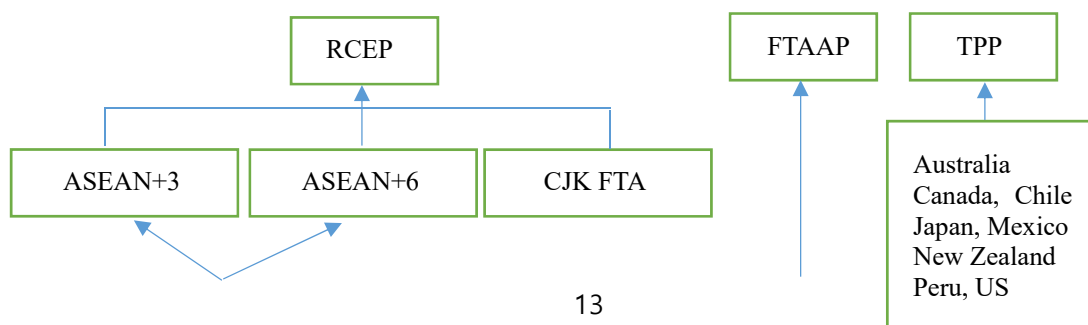 RCEP
FTAAP
TPP
ASEAN+3
ASEAN+6
CJK FTA
Australia
Canada, Chile
Japan, Mexico
New Zealand
Peru, US
13